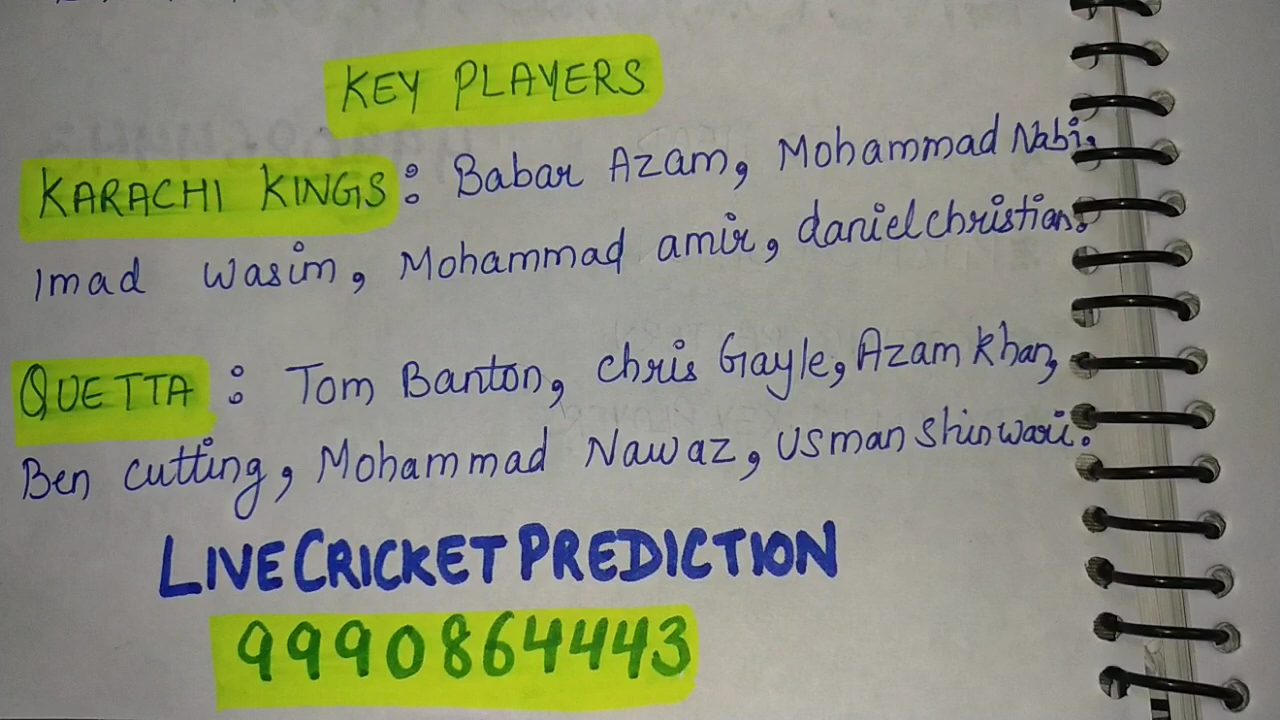 KEY PLAYERS
KARACHI KINGS : Babar Azam, Mohammad Nabi,
Imad Wasim, Mohammad amir, daniel christian.
QUETTA : Tom Banton, chris Gayle, Azam Khan,
Ben cutting, Mohammad Nawaz, Usman Shinwari.
LIVE CRICKET PREDICTION
9990864443